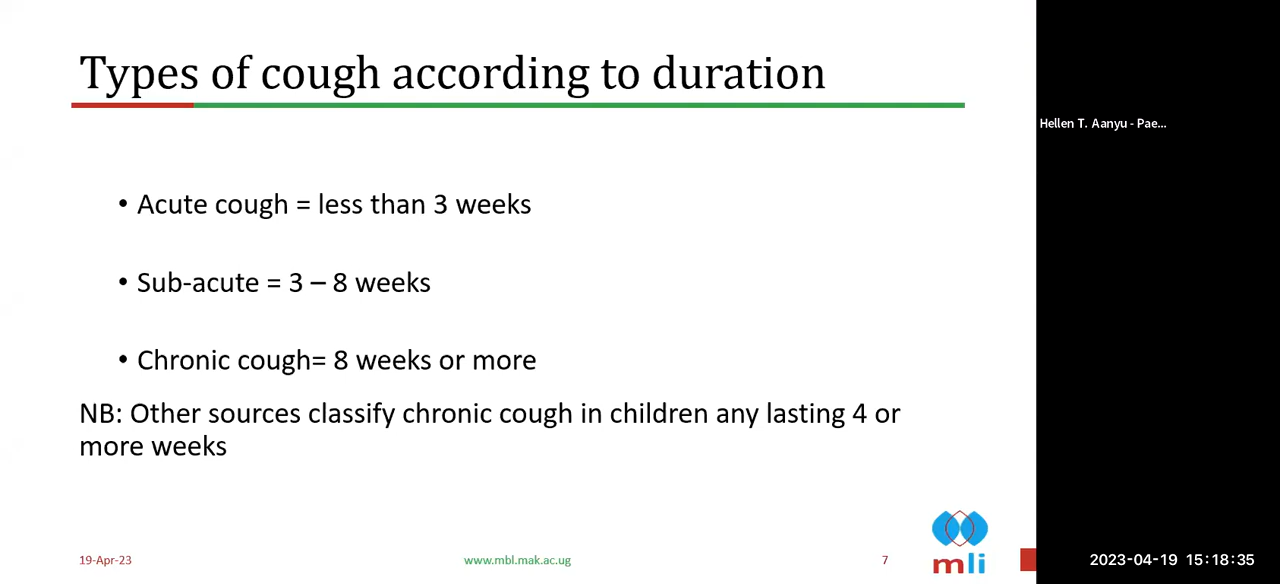 Types of cough according to duration
• Acute cough = less than 3 weeks
• Sub-acute = 3 – 8 weeks
• Chronic cough= 8 weeks or more
NB: Other sources classify chronic cough in children any lasting 4 or
more weeks
19-Apr-23
www.mbl.mak.ac.ug
7
mli
Hellen T. Aanyu - Pae...
2023-04-19 15:18:35